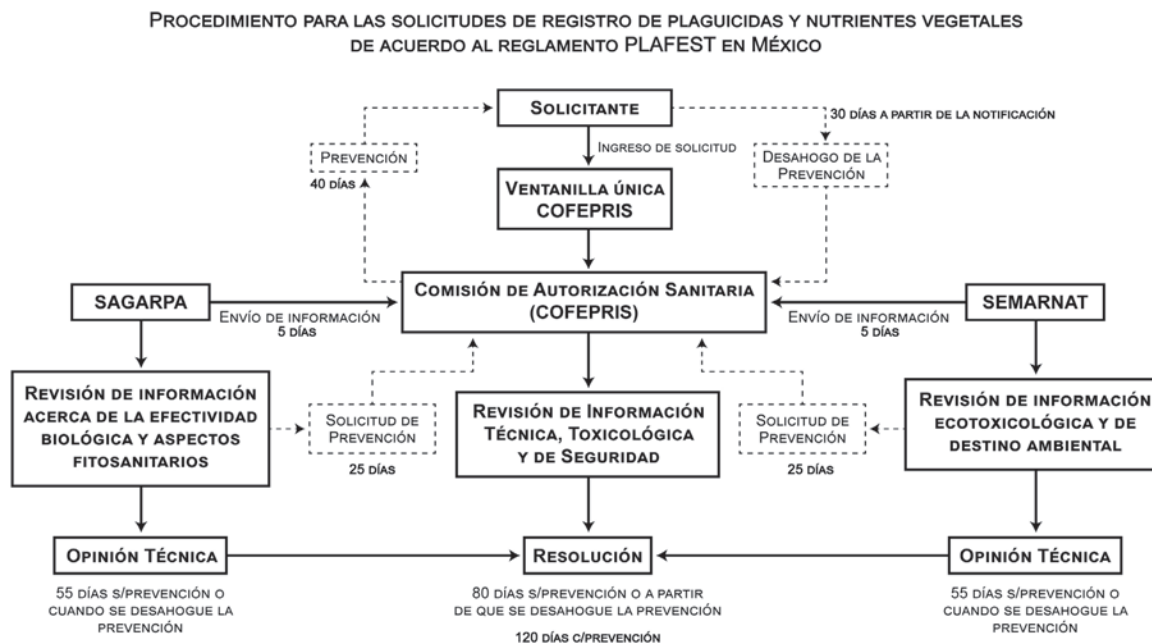 PROCEDIMIENTO PARA LAS SOLICITUDES DE REGISTRO DE PLAGUICIDAS Y NUTRIENTES VEGETALES
DE ACUERDO AL REGLAMENTO PLAFEST EN MÉXICO
SOLICITANTE
30 DÍAS A PARTIR DE LA NOTIFICACIÓN
INGRESO DE SOLICITUD
PREVENCIÓN
40 DÍAS
DESAHOGO DE LA
PREVENCIÓN
VENTANILLA ÚNICA
COFEPRIS
SAGARPA
COMISIÓN DE AUTORIZACIÓN SANITARIA
(COFEPRIS)
SEMARNAT
ENVÍO DE INFORMACIÓN
5 DÍAS
ENVÍO DE INFORMACIÓN
5 DÍAS
REVISIÓN DE INFORMACIÓN
ACERCA DE LA EFECTIVIDAD
BIOLÓGICA Y ASPECTOS
FITOSANITARIOS
SOLICITUD DE
PREVENCIÓN
25 DÍAS
REVISIÓN DE INFORMACIÓN
TÉCNICA, TOXICOLÓGICA
Y DE SEGURIDAD
SOLICITUD DE
PREVENCIÓN
25 DÍAS
REVISIÓN DE INFORMACIÓN
ECOTOXICOLÓGICA Y DE
DESTINO AMBIENTAL
OPINIÓN TÉCNICA
RESOLUCIÓN
OPINIÓN TÉCNICA
55 DÍAS S/PREVENCIÓN O
CUANDO SE DESAHOGUE LA
PREVENCIÓN
80 DÍAS S/PREVENCIÓN O A PARTIR
DE QUE SE DESAHOGUE LA PREVENCIÓN
120 DÍAS C/PREVENCIÓN
55 DÍAS S/PREVENCIÓN O
CUANDO SE DESAHOGUE LA
PREVENCIÓN